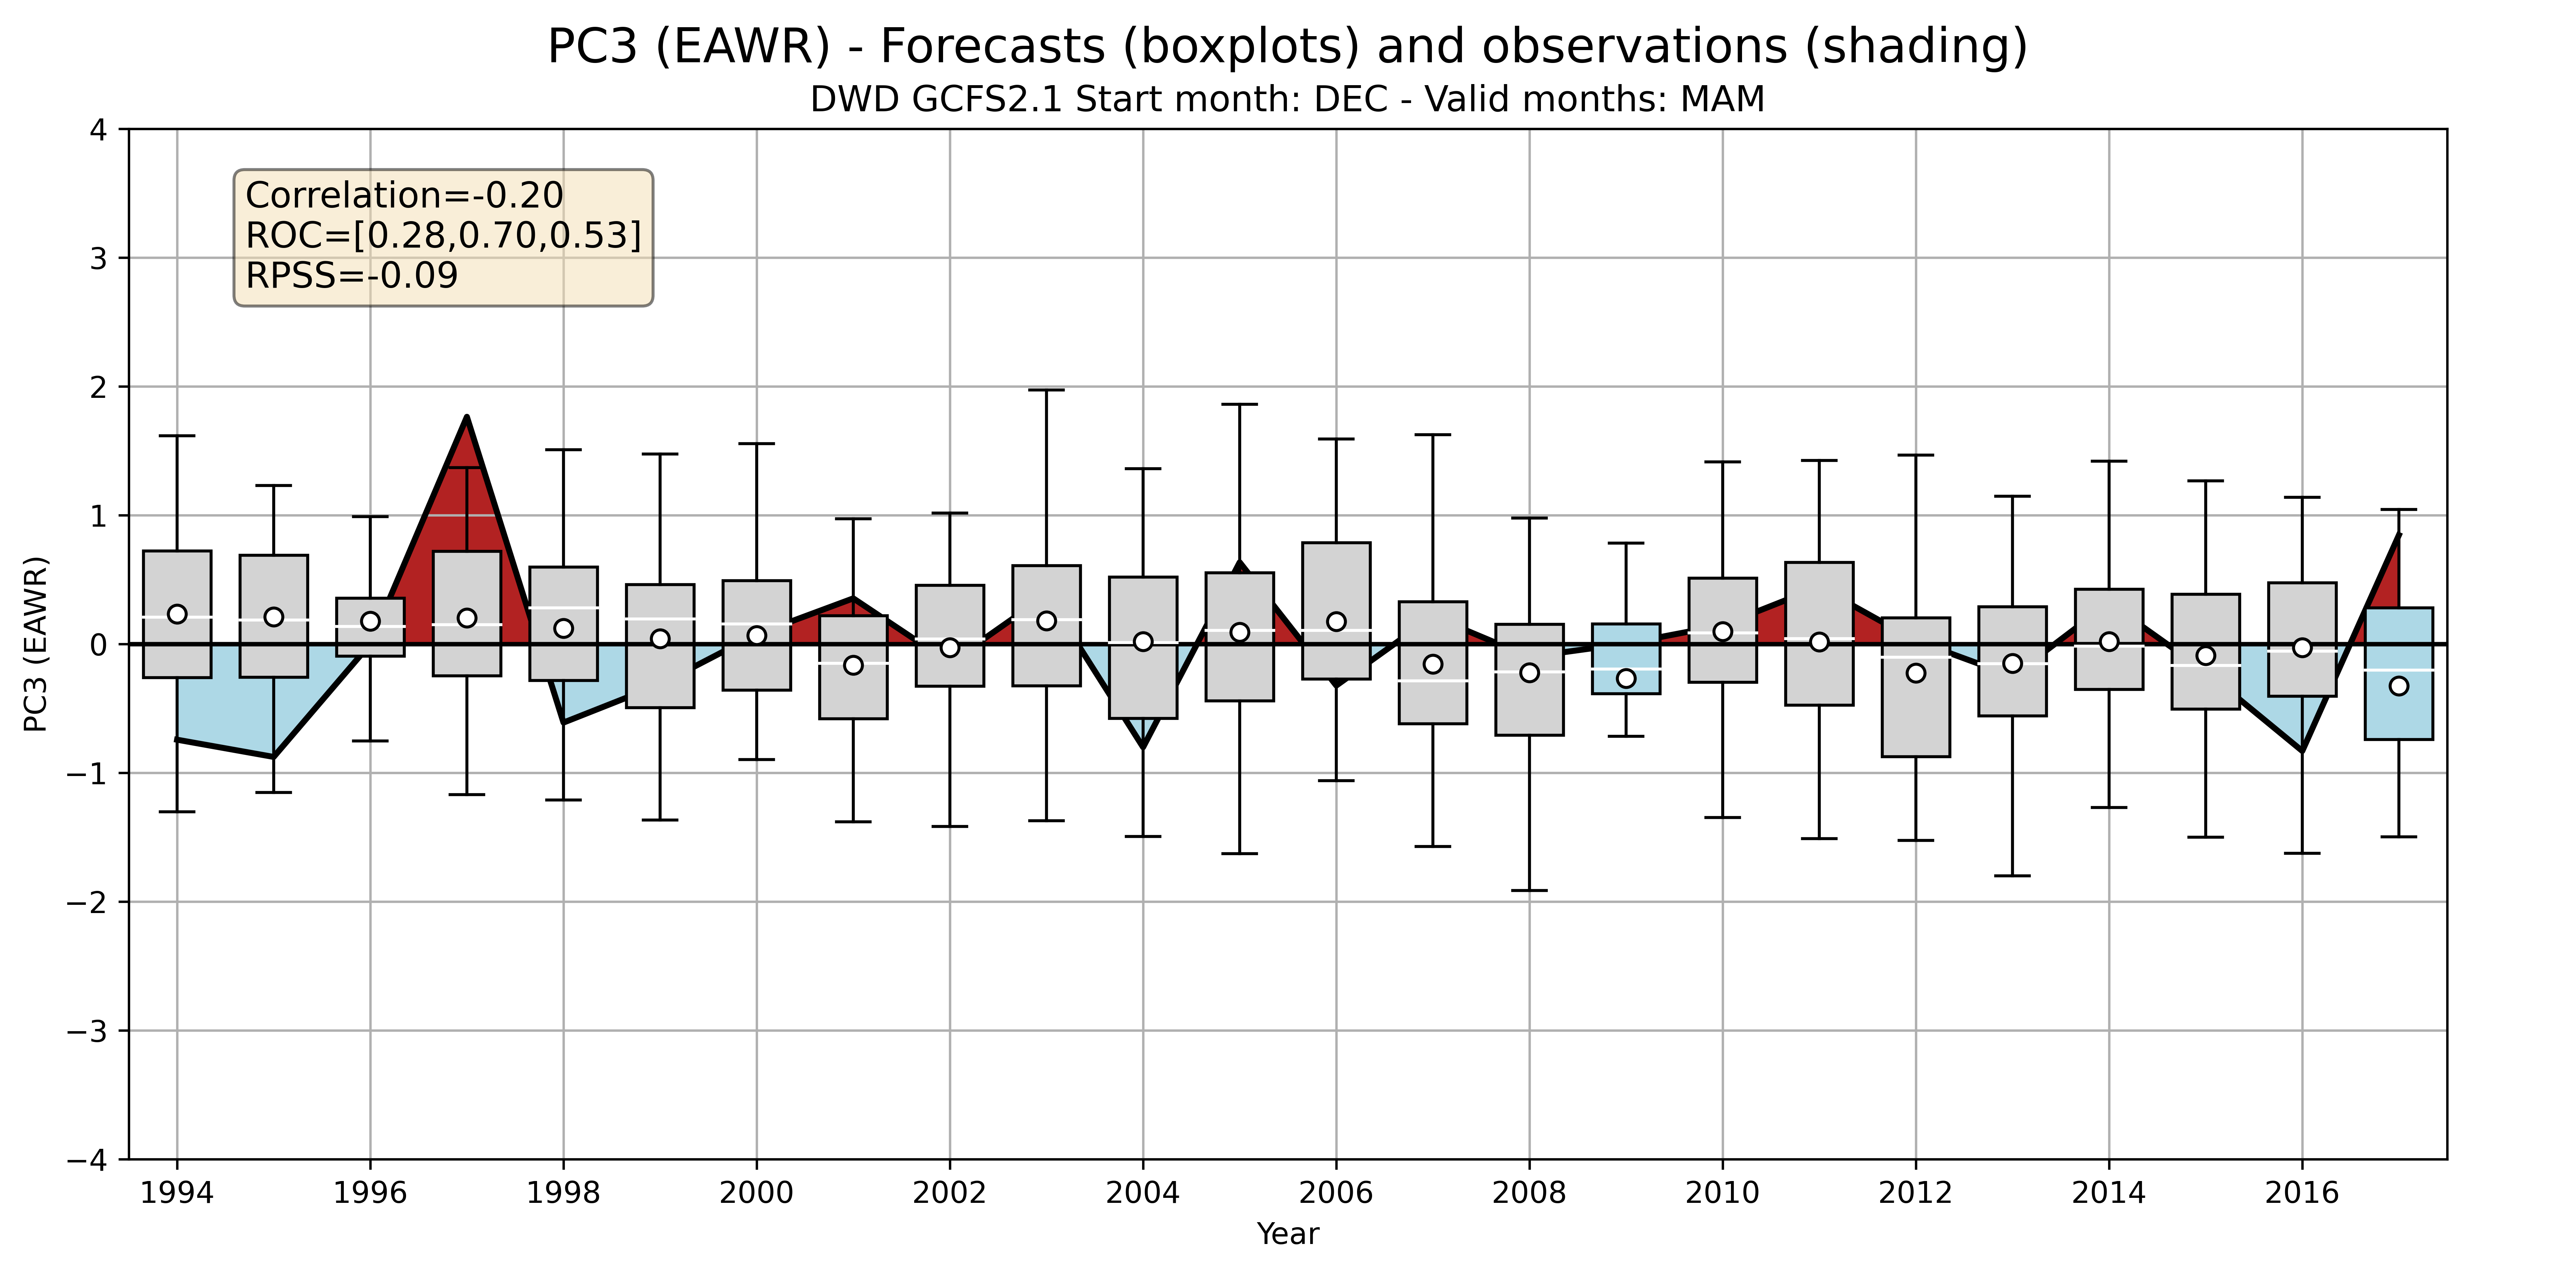 PC3 (EAWR) - Forecasts (boxplots) and observations (shading)
DWD GCFS2.1 Start month: DEC - Valid months: MAM
Correlation=-0.20
ROC=[0.28,0.70,0.53]
RPSS=-0.09
PC3 (EAWR)
4
3
2
1
0
−1
−2
−3
−4
1994 1996 1998 2000 2002 2004 2006 2008 2010 2012 2014 2016
Year